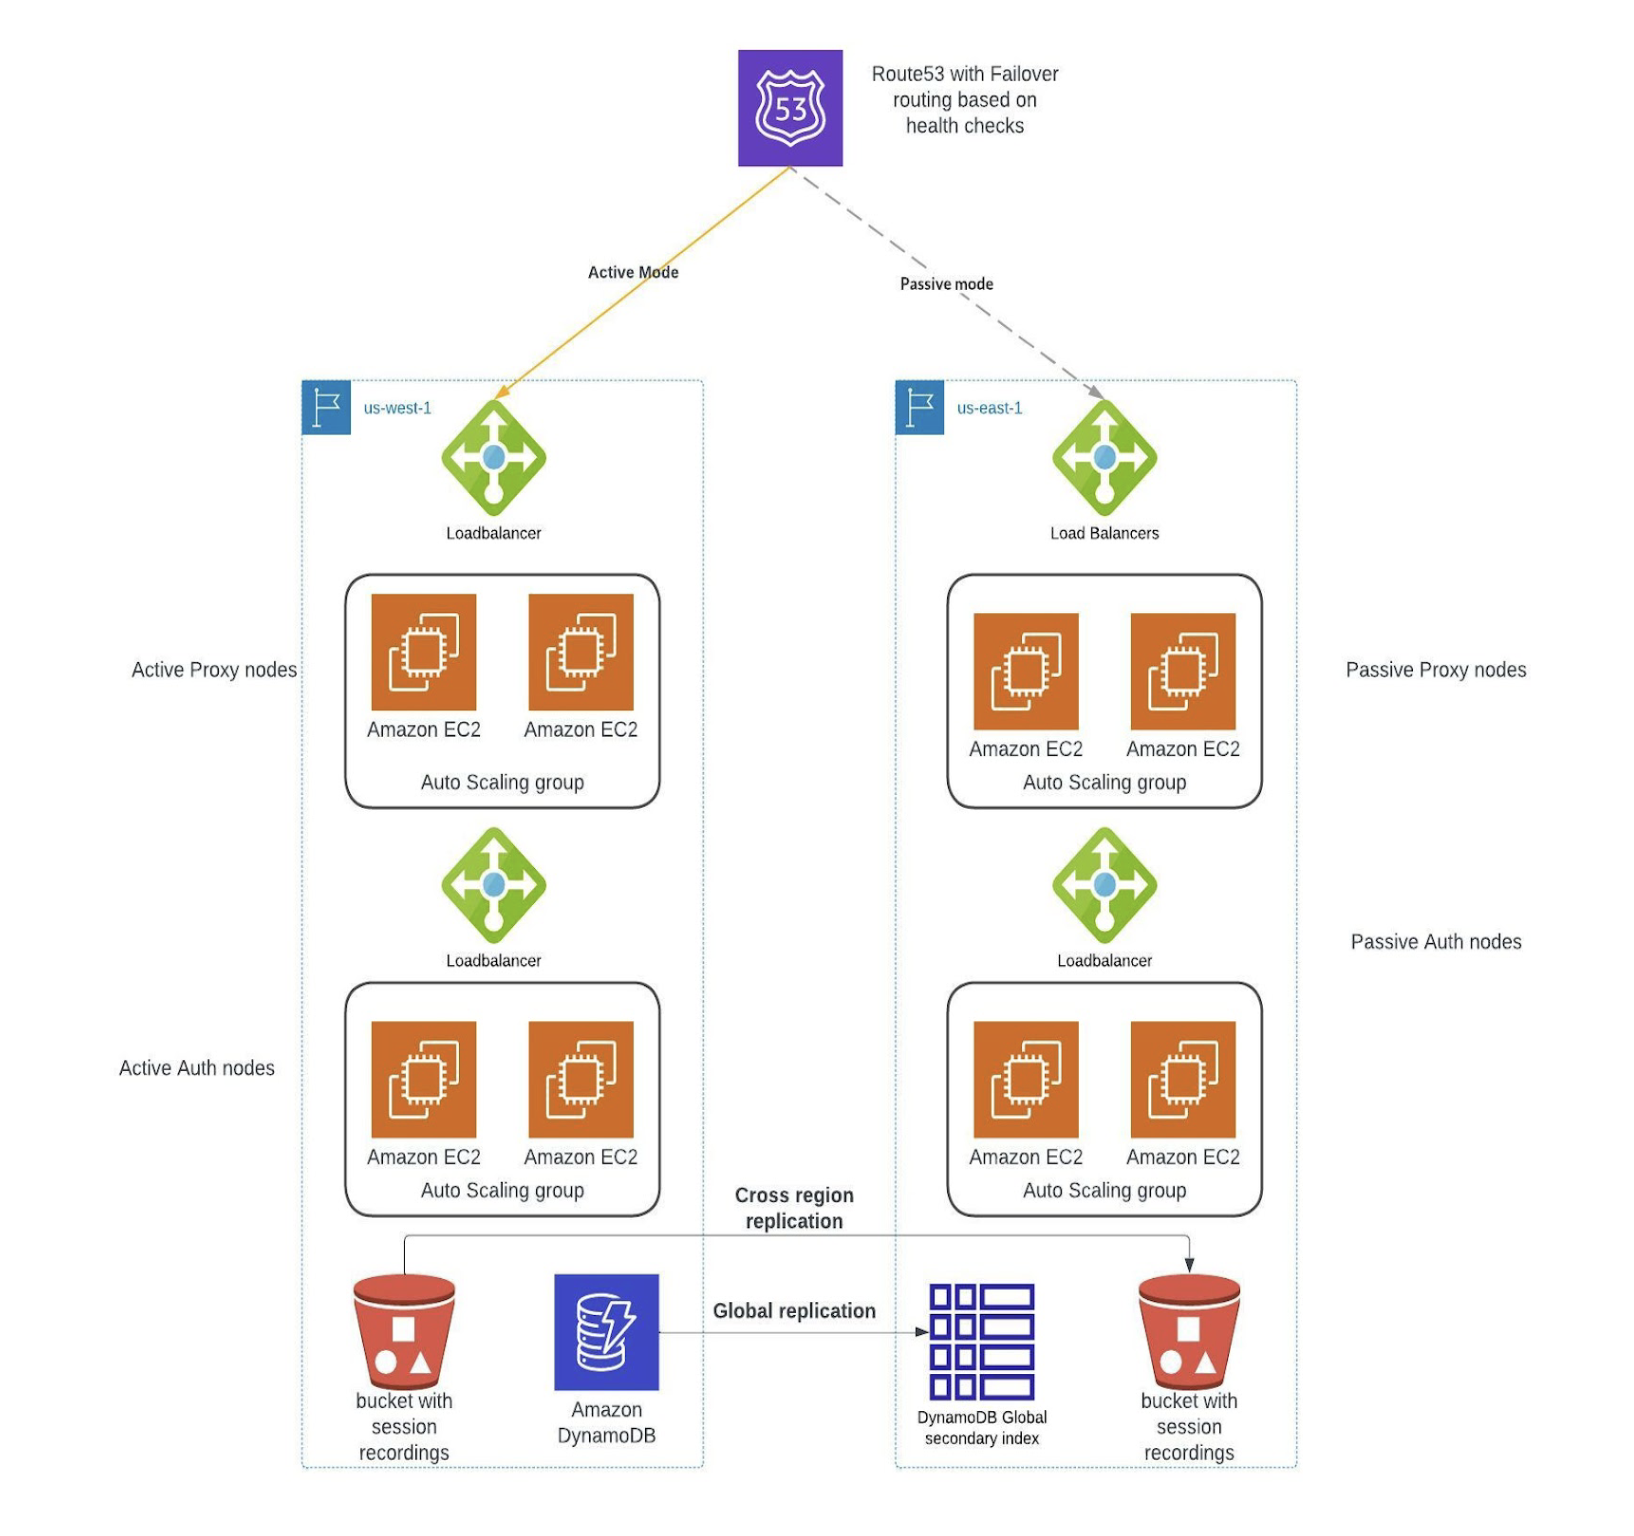 53
Route53 with Failover
routing based on
health checks
Active Mode
Passive mode
us-west-1
us-east-1
Loadbalancer
Load Balancers
Active Proxy nodes
Amazon EC2
Amazon EC2
Auto Scaling group
Amazon EC2
Amazon EC2
Auto Scaling group
Passive Proxy nodes
Loadbalancer
Loadbalancer
Passive Auth nodes
Active Auth nodes
Amazon EC2
Amazon EC2
Auto Scaling group
Amazon EC2
Amazon EC2
Auto Scaling group
Cross region
replication
Global replication
bucket with
session
recordings
Amazon
DynamoDB
DynamoDB Global
secondary index
bucket with
session
recordings